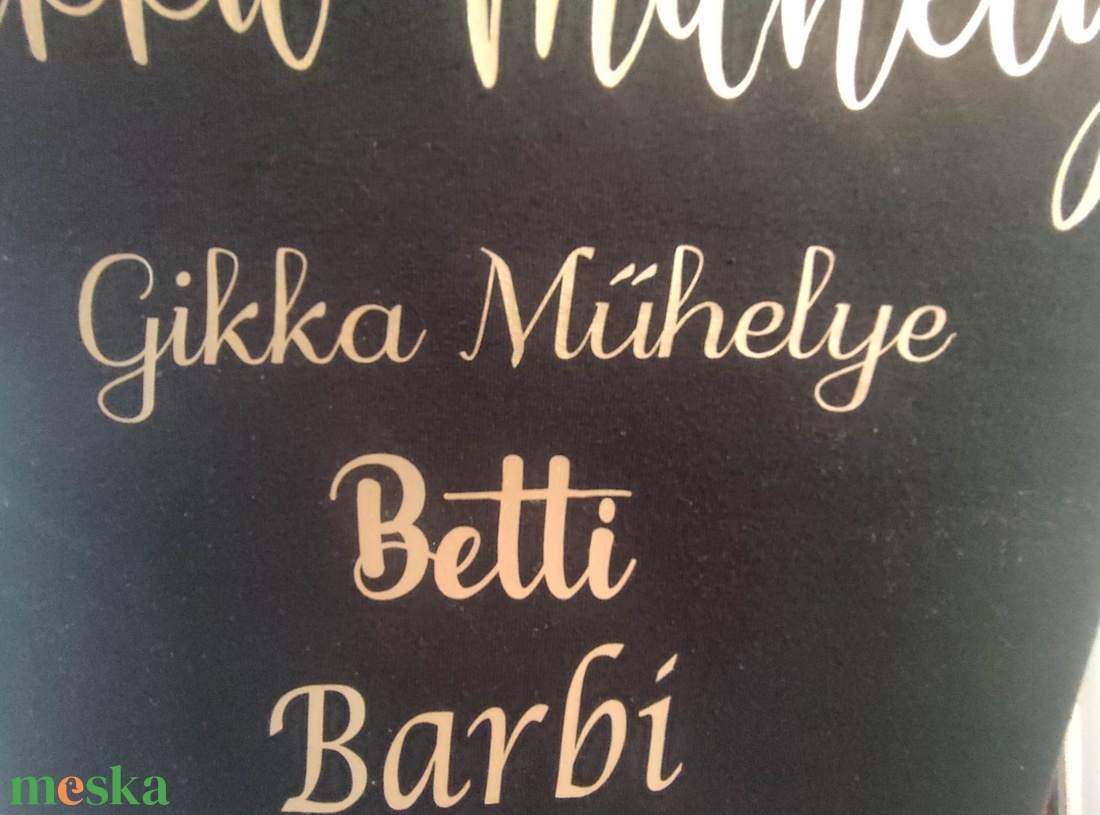 Gikka Műhelye
Betti
Barbi
meska